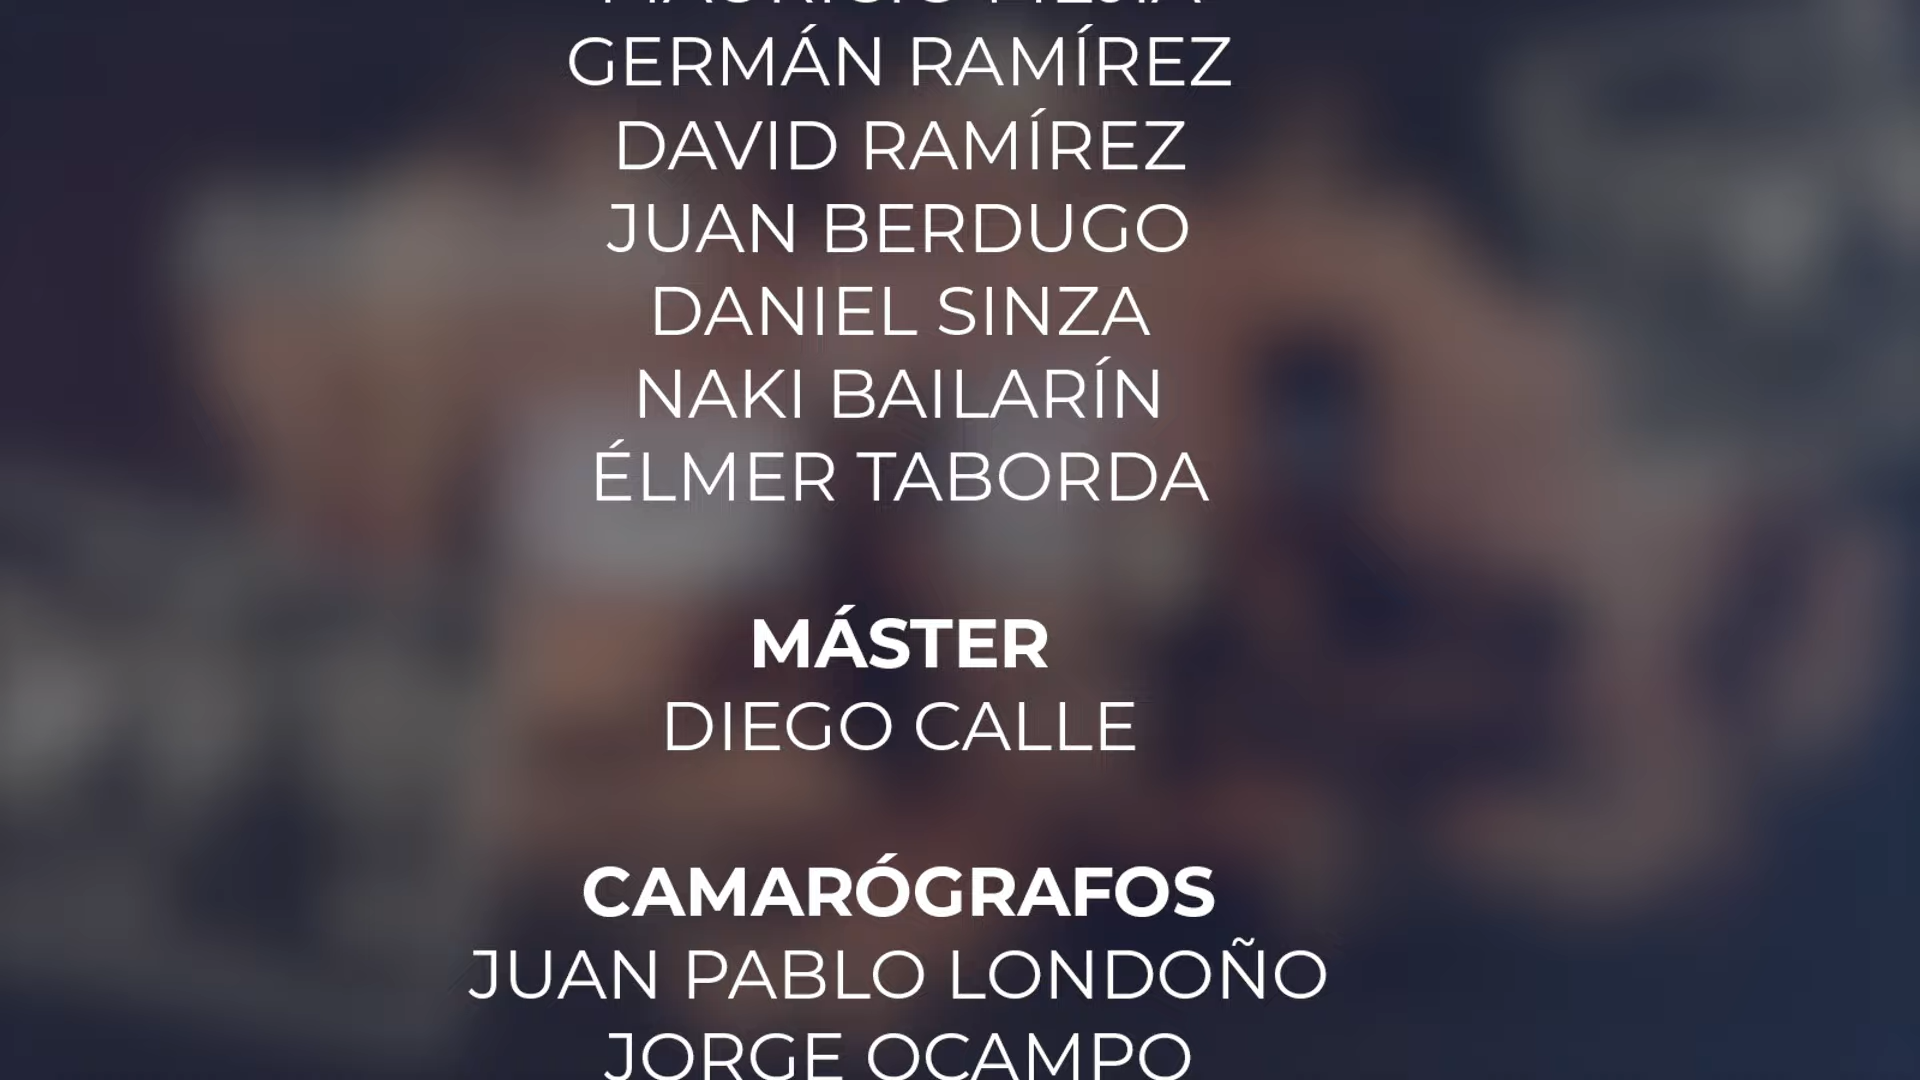 GERMÁN RAMÍREZ
DAVID RAMÍREZ
JUAN BERDUGO
DANIEL SINZA
NAKI BAILARÍN
ÉLMER TABORDA
MÁSTER
DIEGO CALLE
CAMARÓGRAFOS
JUAN PABLO LONDOÑO
JORGE OCAMPO